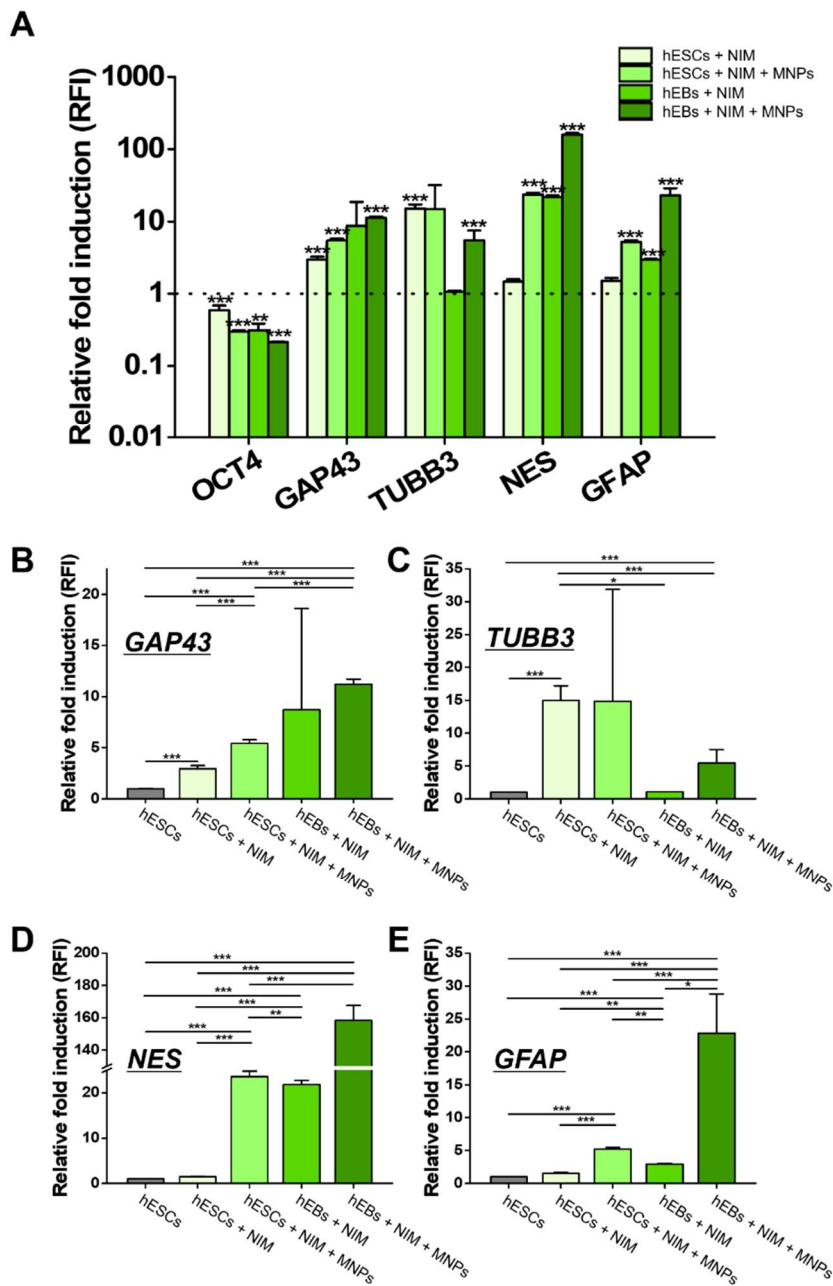 A
hESCs + NIM
hESCs + NIM + MNPs
hEBs + NIM
hEBs + NIM + MNPs
Relative fold induction (RFI)
1000
100
10
1
0.1
0.01
***
***
**
***
***
***
***
***
***
***
***
***
***
***
***
OCT4
GAP43
TUBB3
NES
GFAP
B
Relative fold induction (RFI)
20
15
10
5
0
GAP43
***
***
***
***
***
***
hESCs
hESCs + NIM
hESCs + NIM + MNPs
hEBs + NIM
hEBs + NIM + MNPs
C
Relative fold induction (RFI)
35
30
25
20
15
10
5
0
TUBB3
***
***
*
***
hESCs
hESCs + NIM
hESCs + NIM + MNPs
hEBs + NIM
hEBs + NIM + MNPs
D
Relative fold induction (RFI)
200
180
160
140
20
10
0
NES
***
***
***
***
***
**
***
***
hESCs
hESCs + NIM
hESCs + NIM + MNPs
hEBs + NIM
hEBs + NIM + MNPs
E
Relative fold induction (RFI)
35
30
25
20
15
10
5
0
GFAP
***
***
***
*
***
**
**
***
***
hESCs
hESCs + NIM
hESCs + NIM + MNPs
hEBs + NIM
hEBs + NIM + MNPs